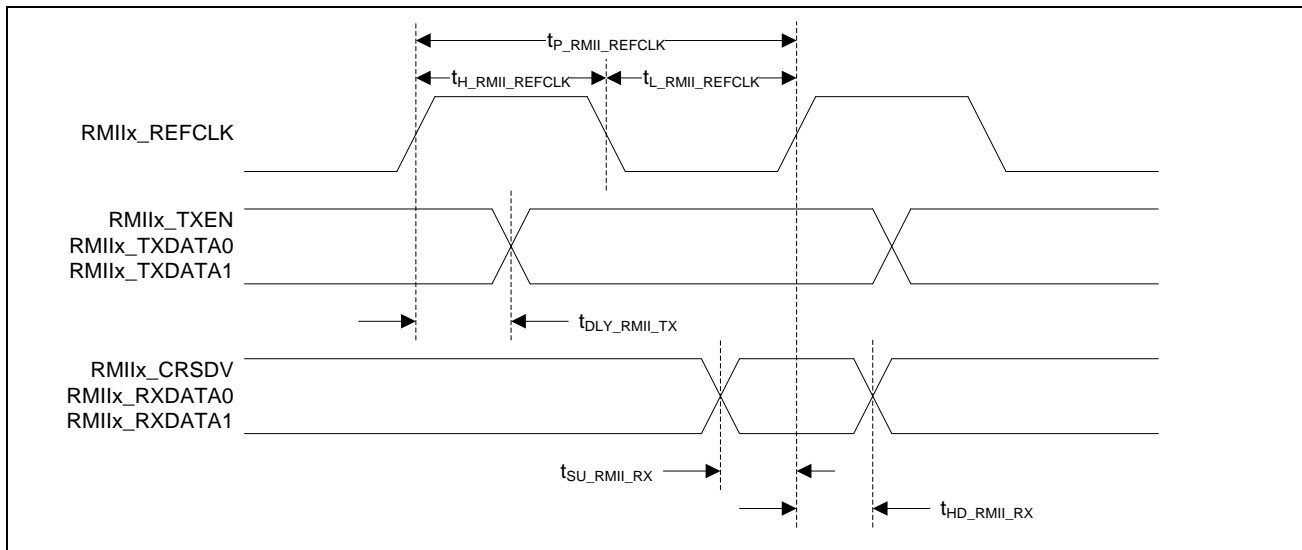 tP_RMII_REFCLK
tH_RMII_REFCLK tL_RMII_REFCLK
RMIIx_REFCLK
RMIIx_TXEN
RMIIx_TXDATA0
RMIIx_TXDATA1
tDLY_RMII_TX
RMIIx_CRSDV
RMIIx_RXDATA0
RMIIx_RXDATA1
tSU_RMII_RX
tHD_RMII_RX